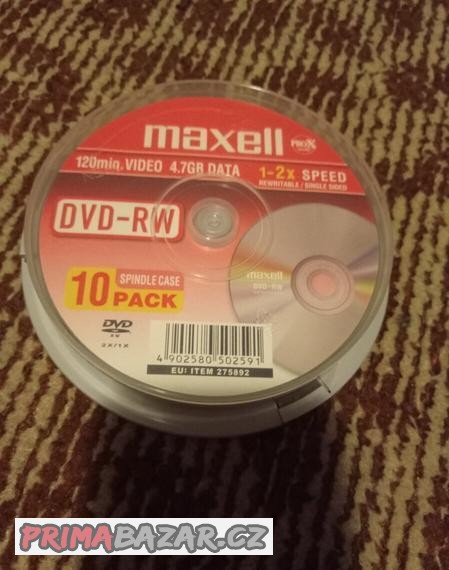 maxell
120min. VIDEO 4.7GB DATA
1-2x SPEED
REWRITABLE / SINGLE SIDED
DVD-RW
SPINDLE CASE
10 PACK
maxell
DVD-RW
DVD
RW
2X/1X
4 902580 502591
EU: ITEM 275892
PRIMABAZAR.CZ